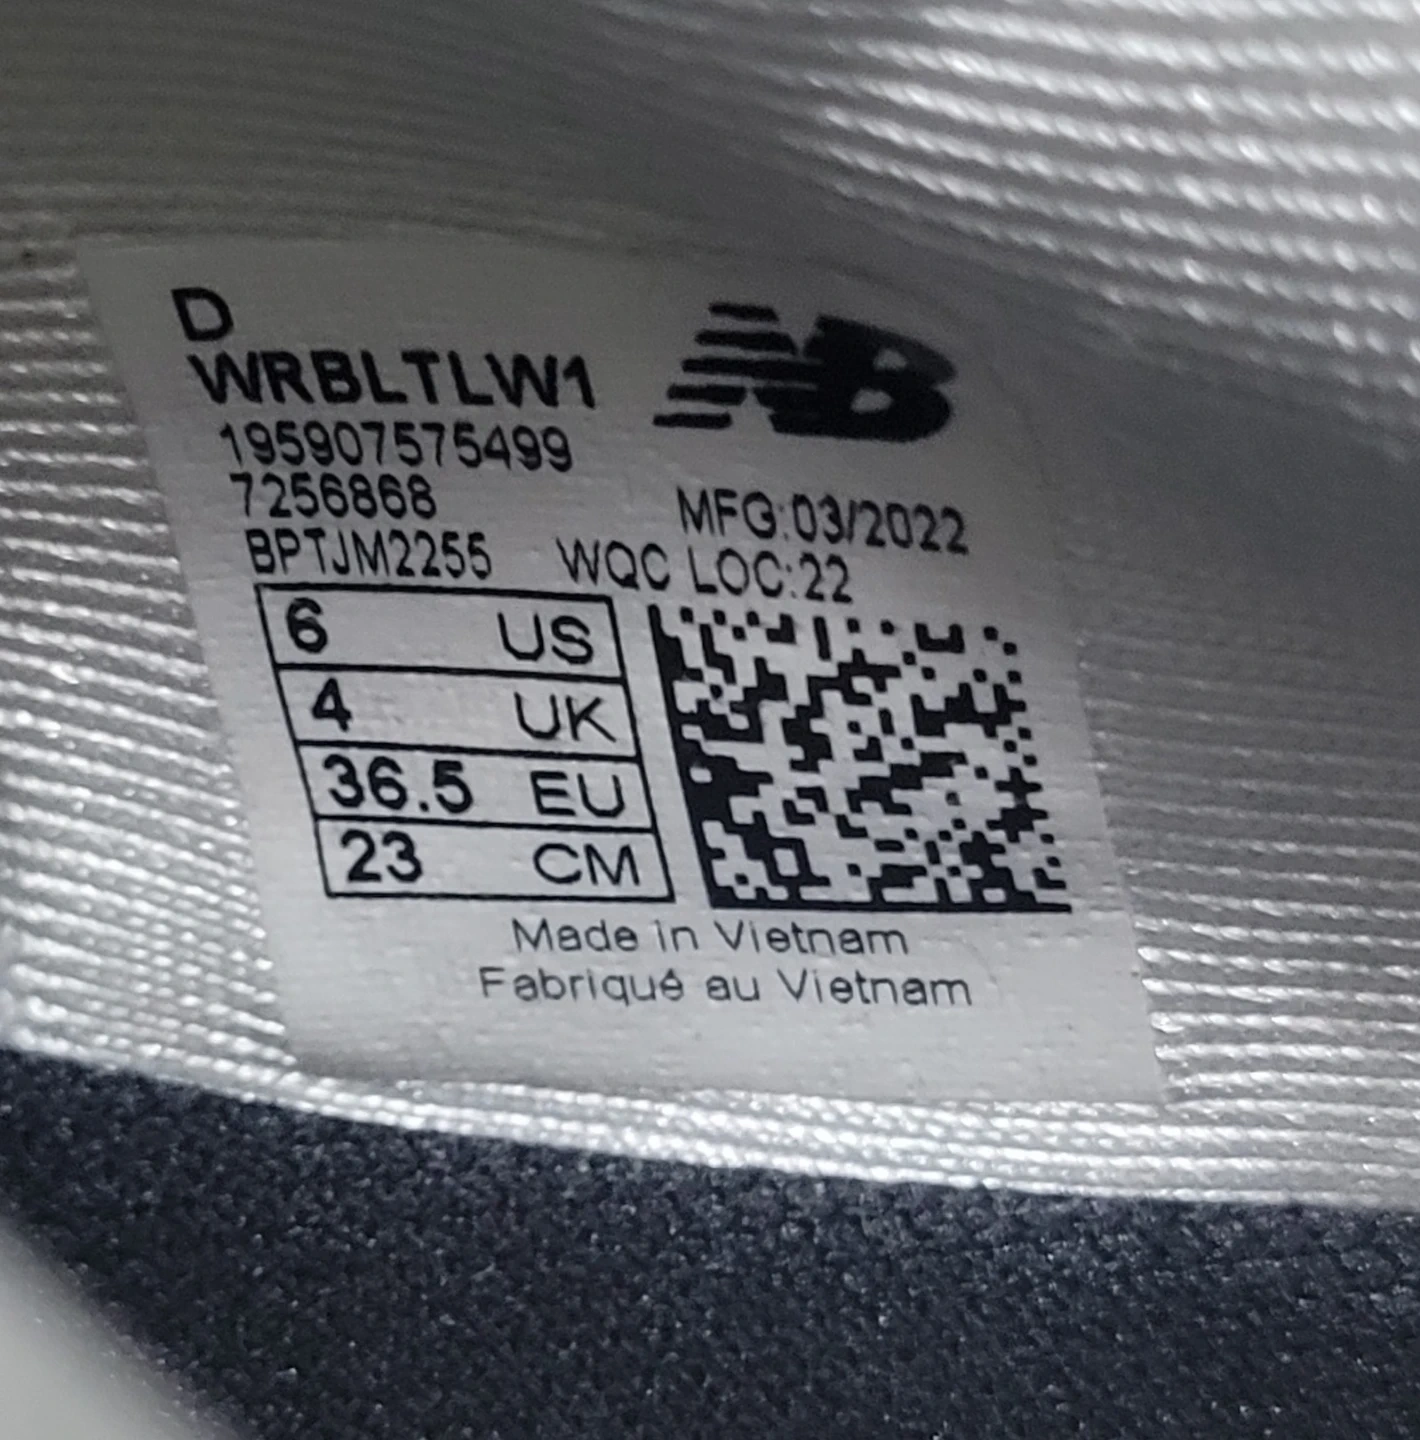 D
WRBLTLW1
NB
195907575499
7256868
MFG:03/2022
BPTJM2255 WQC LOC:22
6 US
4 UK
36.5 EU
23 CM
Made in Vietnam
Fabriqué au Vietnam